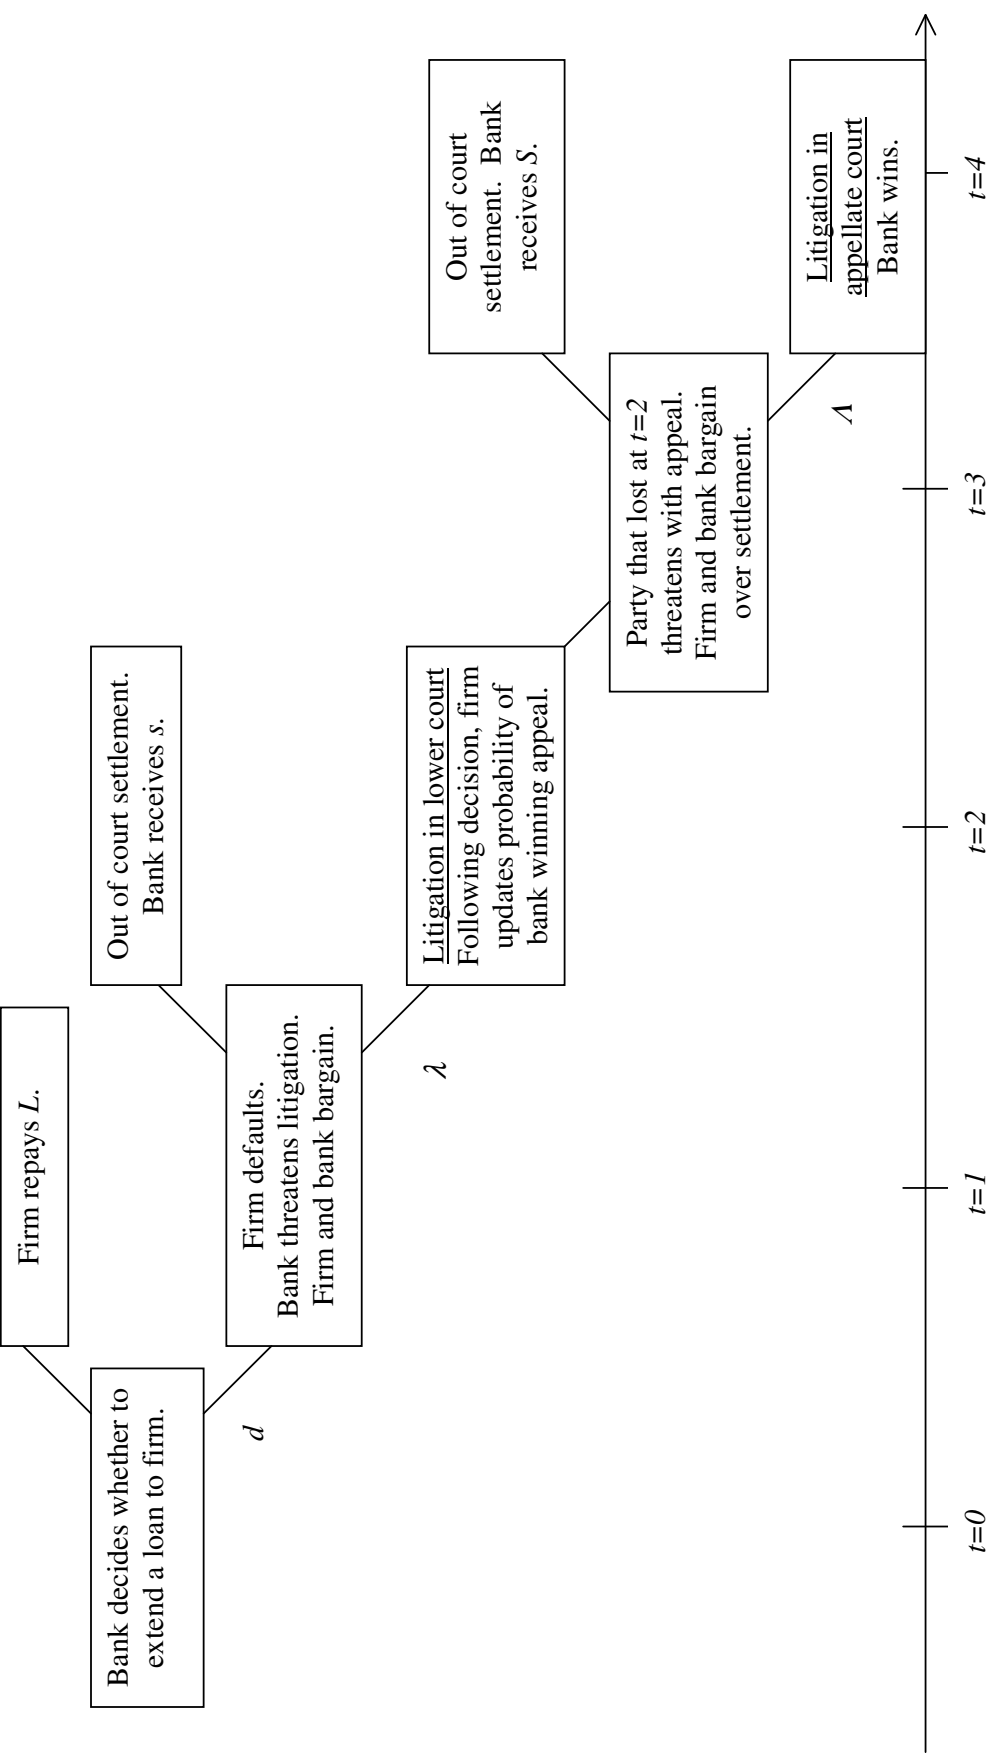 Firm repays L.
Bank decides whether to
extend a loan to firm.
d
Out of court settlement.
Bank receives s.
Firm defaults.
Bank threatens litigation.
Firm and bank bargain.
λ
Litigation in lower court
Following decision, firm
updates probability of
bank winning appeal.
Out of court
settlement. Bank
receives S.
Party that lost at t=2
threatens with appeal.
Firm and bank bargain
over settlement.
Λ
Litigation in
appellate court
Bank wins.
t=0
t=1
t=2
t=3
t=4